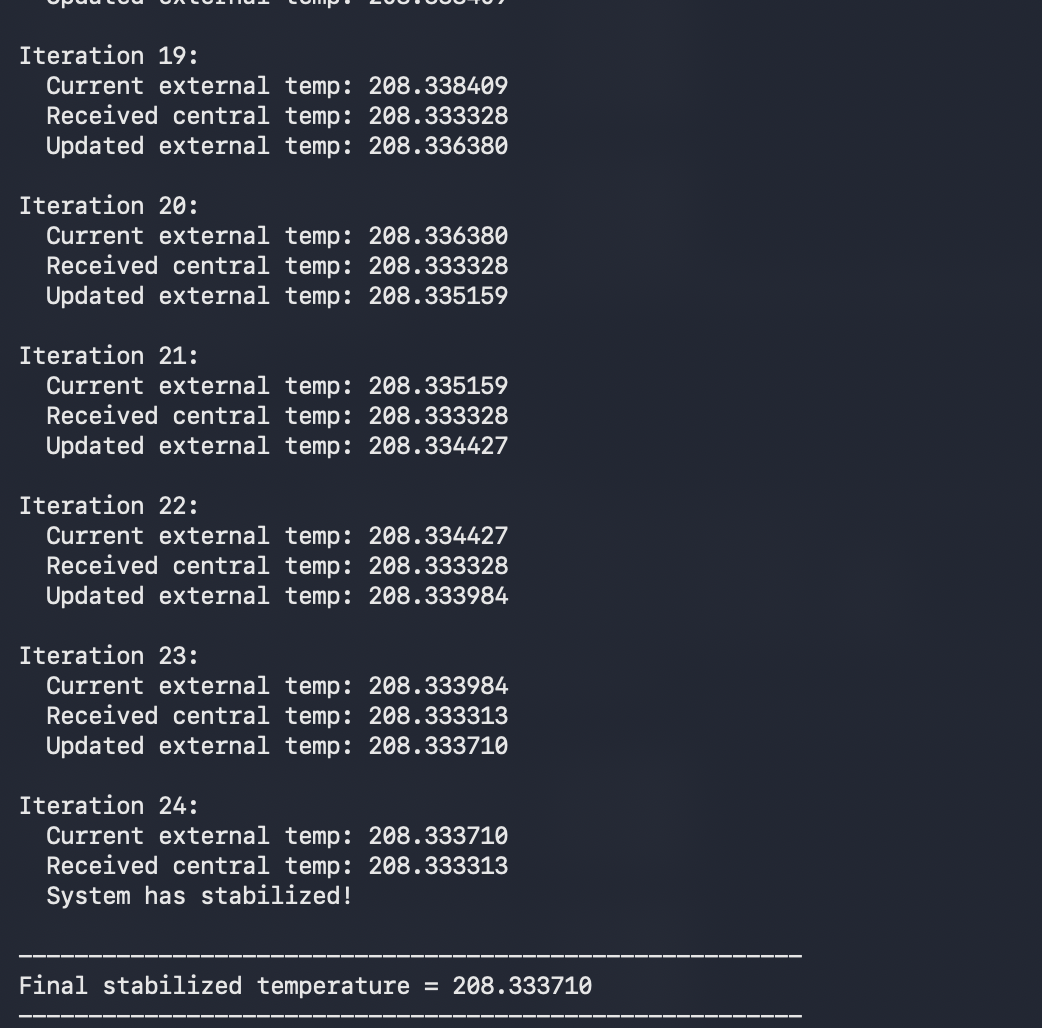 Updated external temp: 208.338409
Iteration 19:
Current external temp: 208.338409
Received central temp: 208.333328
Updated external temp: 208.336380
Iteration 20:
Current external temp: 208.336380
Received central temp: 208.333328
Updated external temp: 208.335159
Iteration 21:
Current external temp: 208.335159
Received central temp: 208.333328
Updated external temp: 208.334427
Iteration 22:
Current external temp: 208.334427
Received central temp: 208.333328
Updated external temp: 208.333984
Iteration 23:
Current external temp: 208.333984
Received central temp: 208.333313
Updated external temp: 208.333710
Iteration 24:
Current external temp: 208.333710
Received central temp: 208.333313
System has stabilized!
--------------------------------------------------------
Final stabilized temperature = 208.333710
--------------------------------------------------------